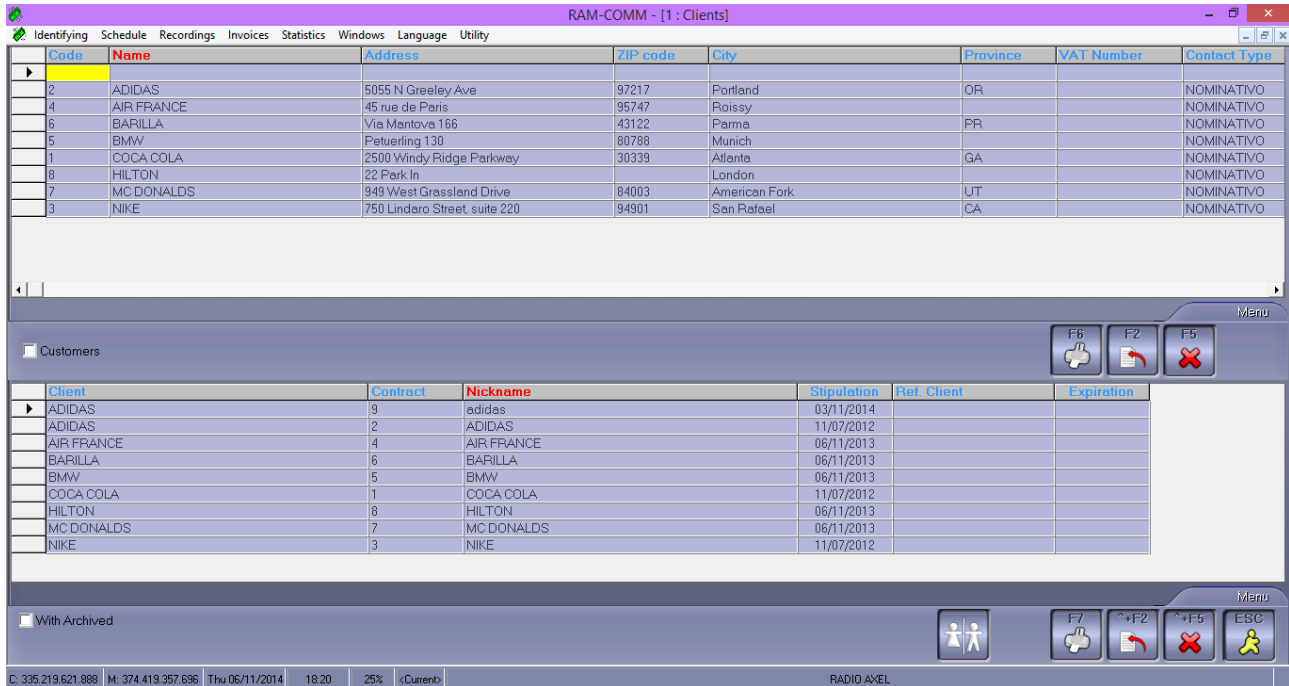 RAM-COMM - [1 : Clients]
Identifying Schedule Recordings Invoices Statistics Windows Language Utility
Code Name Address ZIP code City Province VAT Number Contact Type
2 ADIDAS 5055 N Greeley Ave 97217 Portland OR NOMINATIVO
4 AIR FRANCE 45 rue de Paris 95747 Roissy NOMINATIVO
6 BARILLA Via Mantova 166 43122 Parma PR NOMINATIVO
5 BMW Petuerling 130 80788 Munich NOMINATIVO
1 COCA COLA 2500 Windy Ridge Parkway 30339 Atlanta GA NOMINATIVO
8 HILTON 22 Park ln London NOMINATIVO
7 MC DONALDS 949 West Grassland Drive 84003 American Fork UT NOMINATIVO
3 NIKE 750 Lindaro Street, suite 220 94901 San Rafael CA NOMINATIVO
Menu
F6 F2 F5
Customers
Client Contract Nickname Stipulation Ref. Client Expiration
ADIDAS 9 adidas 03/11/2014
ADIDAS 2 ADIDAS 11/07/2012
AIR FRANCE 4 AIR FRANCE 06/11/2013
BARILLA 6 BARILLA 06/11/2013
BMW 5 BMW 06/11/2013
COCA COLA 1 COCA COLA 11/07/2012
HILTON 8 HILTON 06/11/2013
MC DONALDS 7 MC DONALDS 06/11/2013
NIKE 3 NIKE 11/07/2012
Menu
With Archived
F7 ^+F2 ^+F5 ESC
C: 335.219.621.888 M: 374.419.357.696 Thu 06/11/2014 18:20 25% <Current> RADIO AXEL